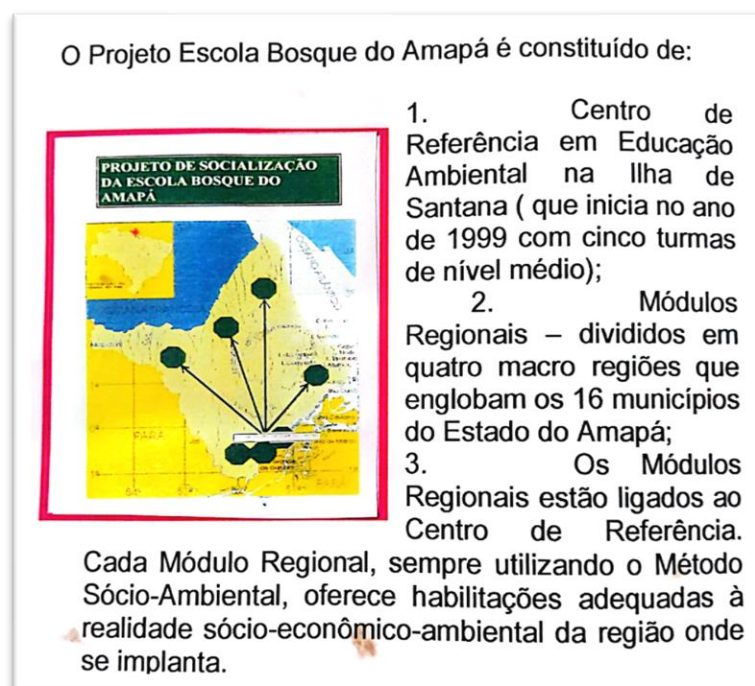 O Projeto Escola Bosque do Amapá é constituído de:
PROJETO DE SOCIALIZAÇÃO
DA ESCOLA BOSQUE DO
AMAPÁ
PARÁ
PARÁ
1. Centro de
Referência em Educação
Ambiental na Ilha de
Santana ( que inicia no ano
de 1999 com cinco turmas
de nível médio);
2. Módulos
Regionais – divididos em
quatro macro regiões que
englobam os 16 municípios
do Estado do Amapá;
3. Os Módulos
Regionais estão ligados ao
Centro de Referência.
Cada Módulo Regional, sempre utilizando o Método
Sócio-Ambiental, oferece habilitações adequadas à
realidade sócio-econômico-ambiental da região onde
se implanta.